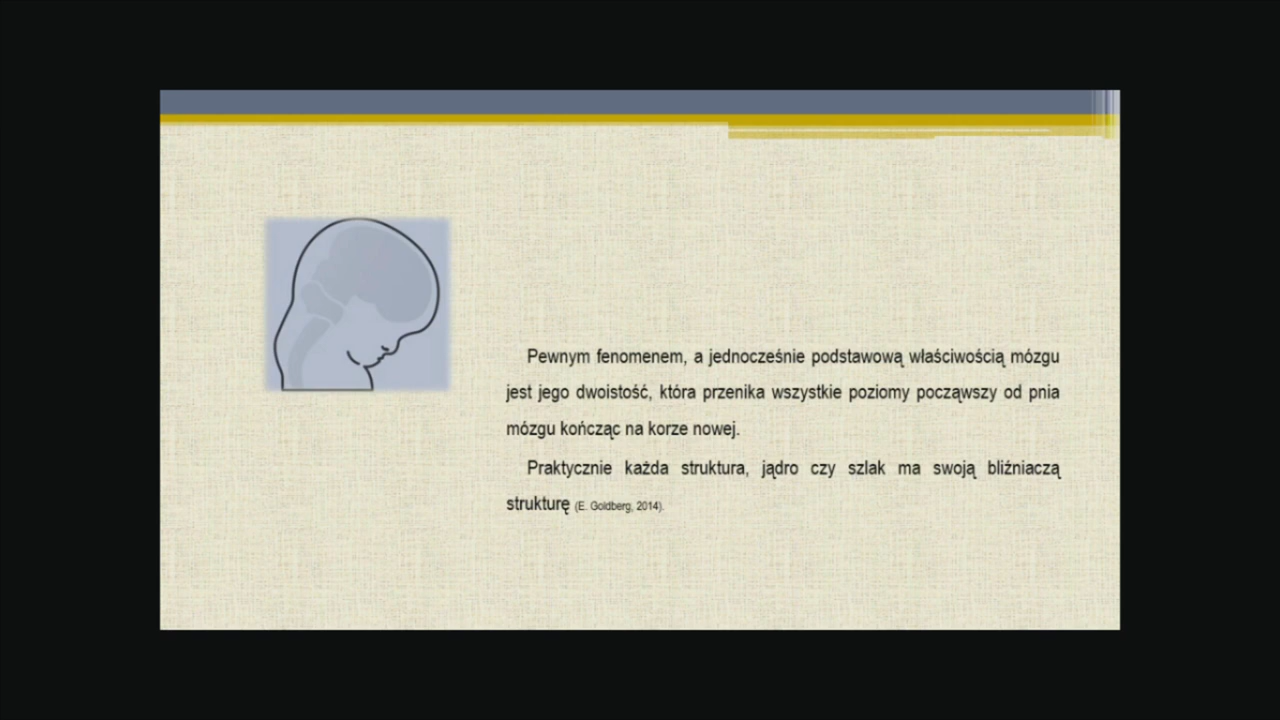 Pewnym fenomenem, a jednocześnie podstawową właściwością mózgu
jest jego dwoistość, która przenika wszystkie poziomy począwszy od pnia
mózgu kończąc na korze nowej.
Praktycznie każda struktura, jądro czy szlak ma swoją bliźniaczą
strukturę (E. Goldberg, 2014).